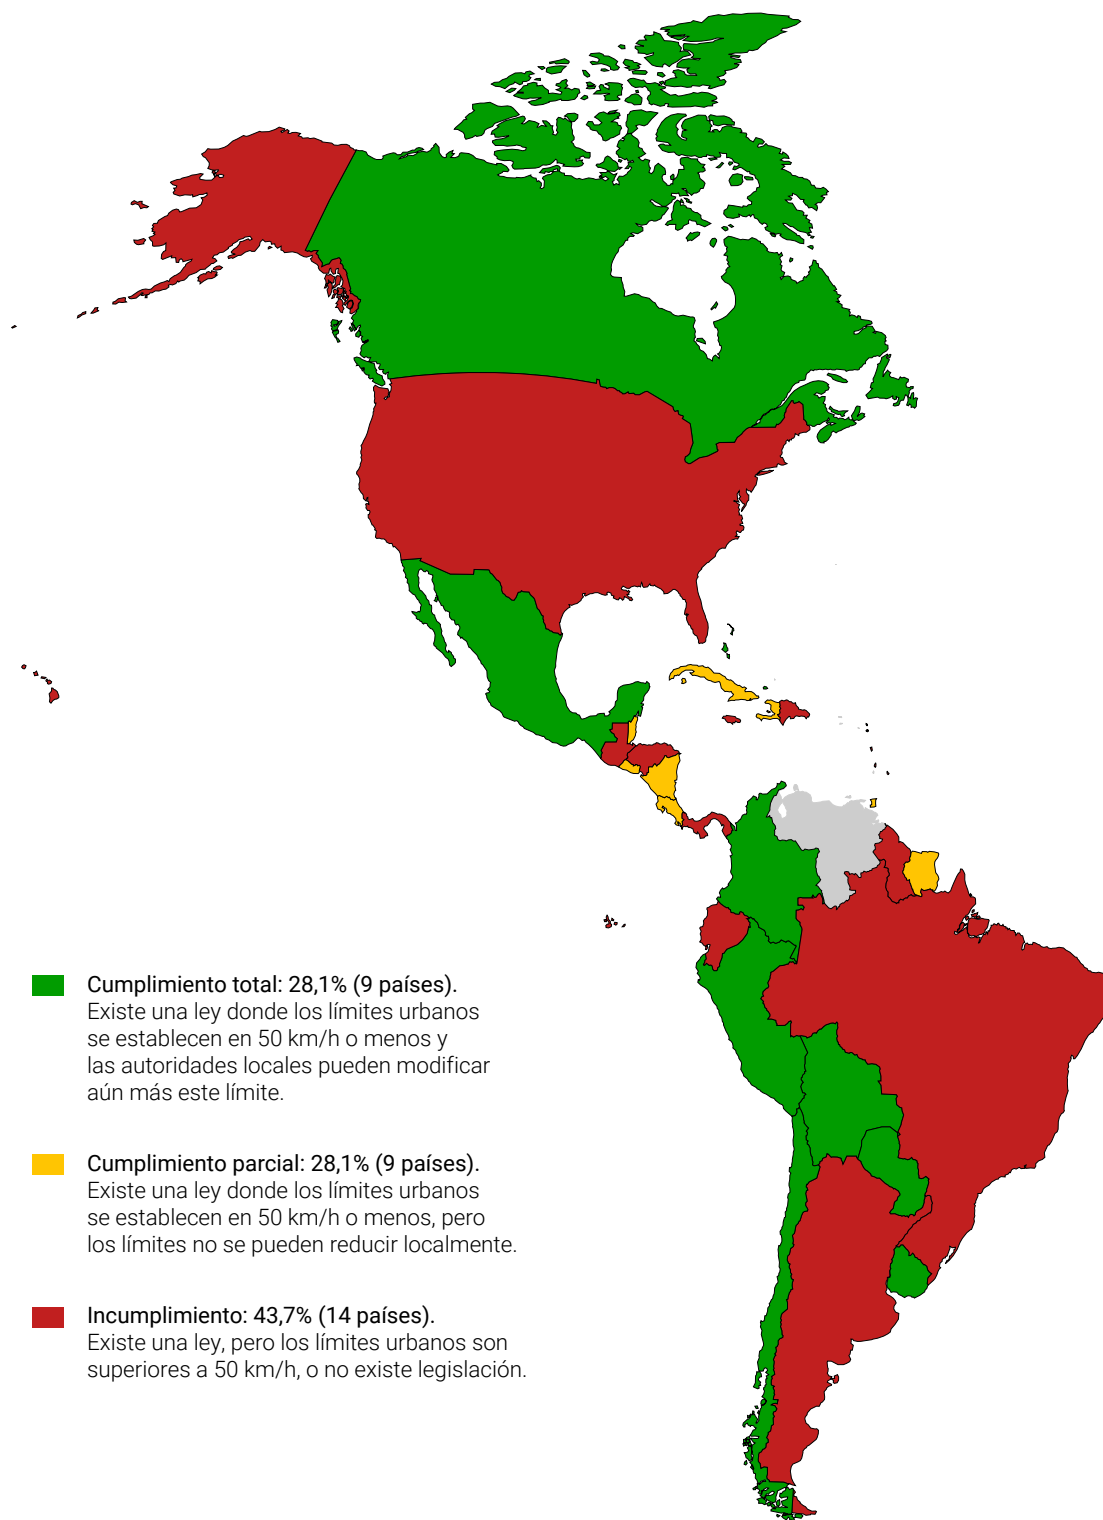 Cumplimiento total: 28,1% (9 países).
Existe una ley donde los límites urbanos
se establecen en 50 km/h o menos y
las autoridades locales pueden modificar
aún más este límite.
Cumplimiento parcial: 28,1% (9 países).
Existe una ley donde los límites urbanos
se establecen en 50 km/h o menos, pero
los límites no se pueden reducir localmente.
Incumplimiento: 43,7% (14 países).
Existe una ley, pero los límites urbanos son
superiores a 50 km/h, o no existe legislación.